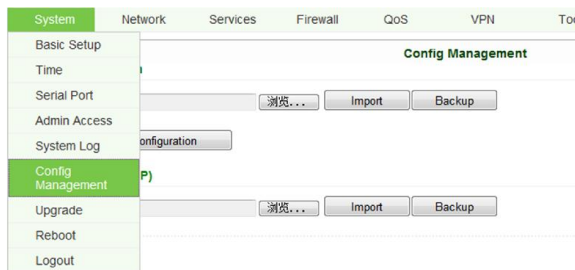 System Network Services Firewall QoS VPN
Basic Setup
Config Management
Time
Serial Port
浏览... Import Backup
Admin Access
System Log onfiguration
Config
Management P)
Upgrade
浏览... Import Backup
Reboot
Logout